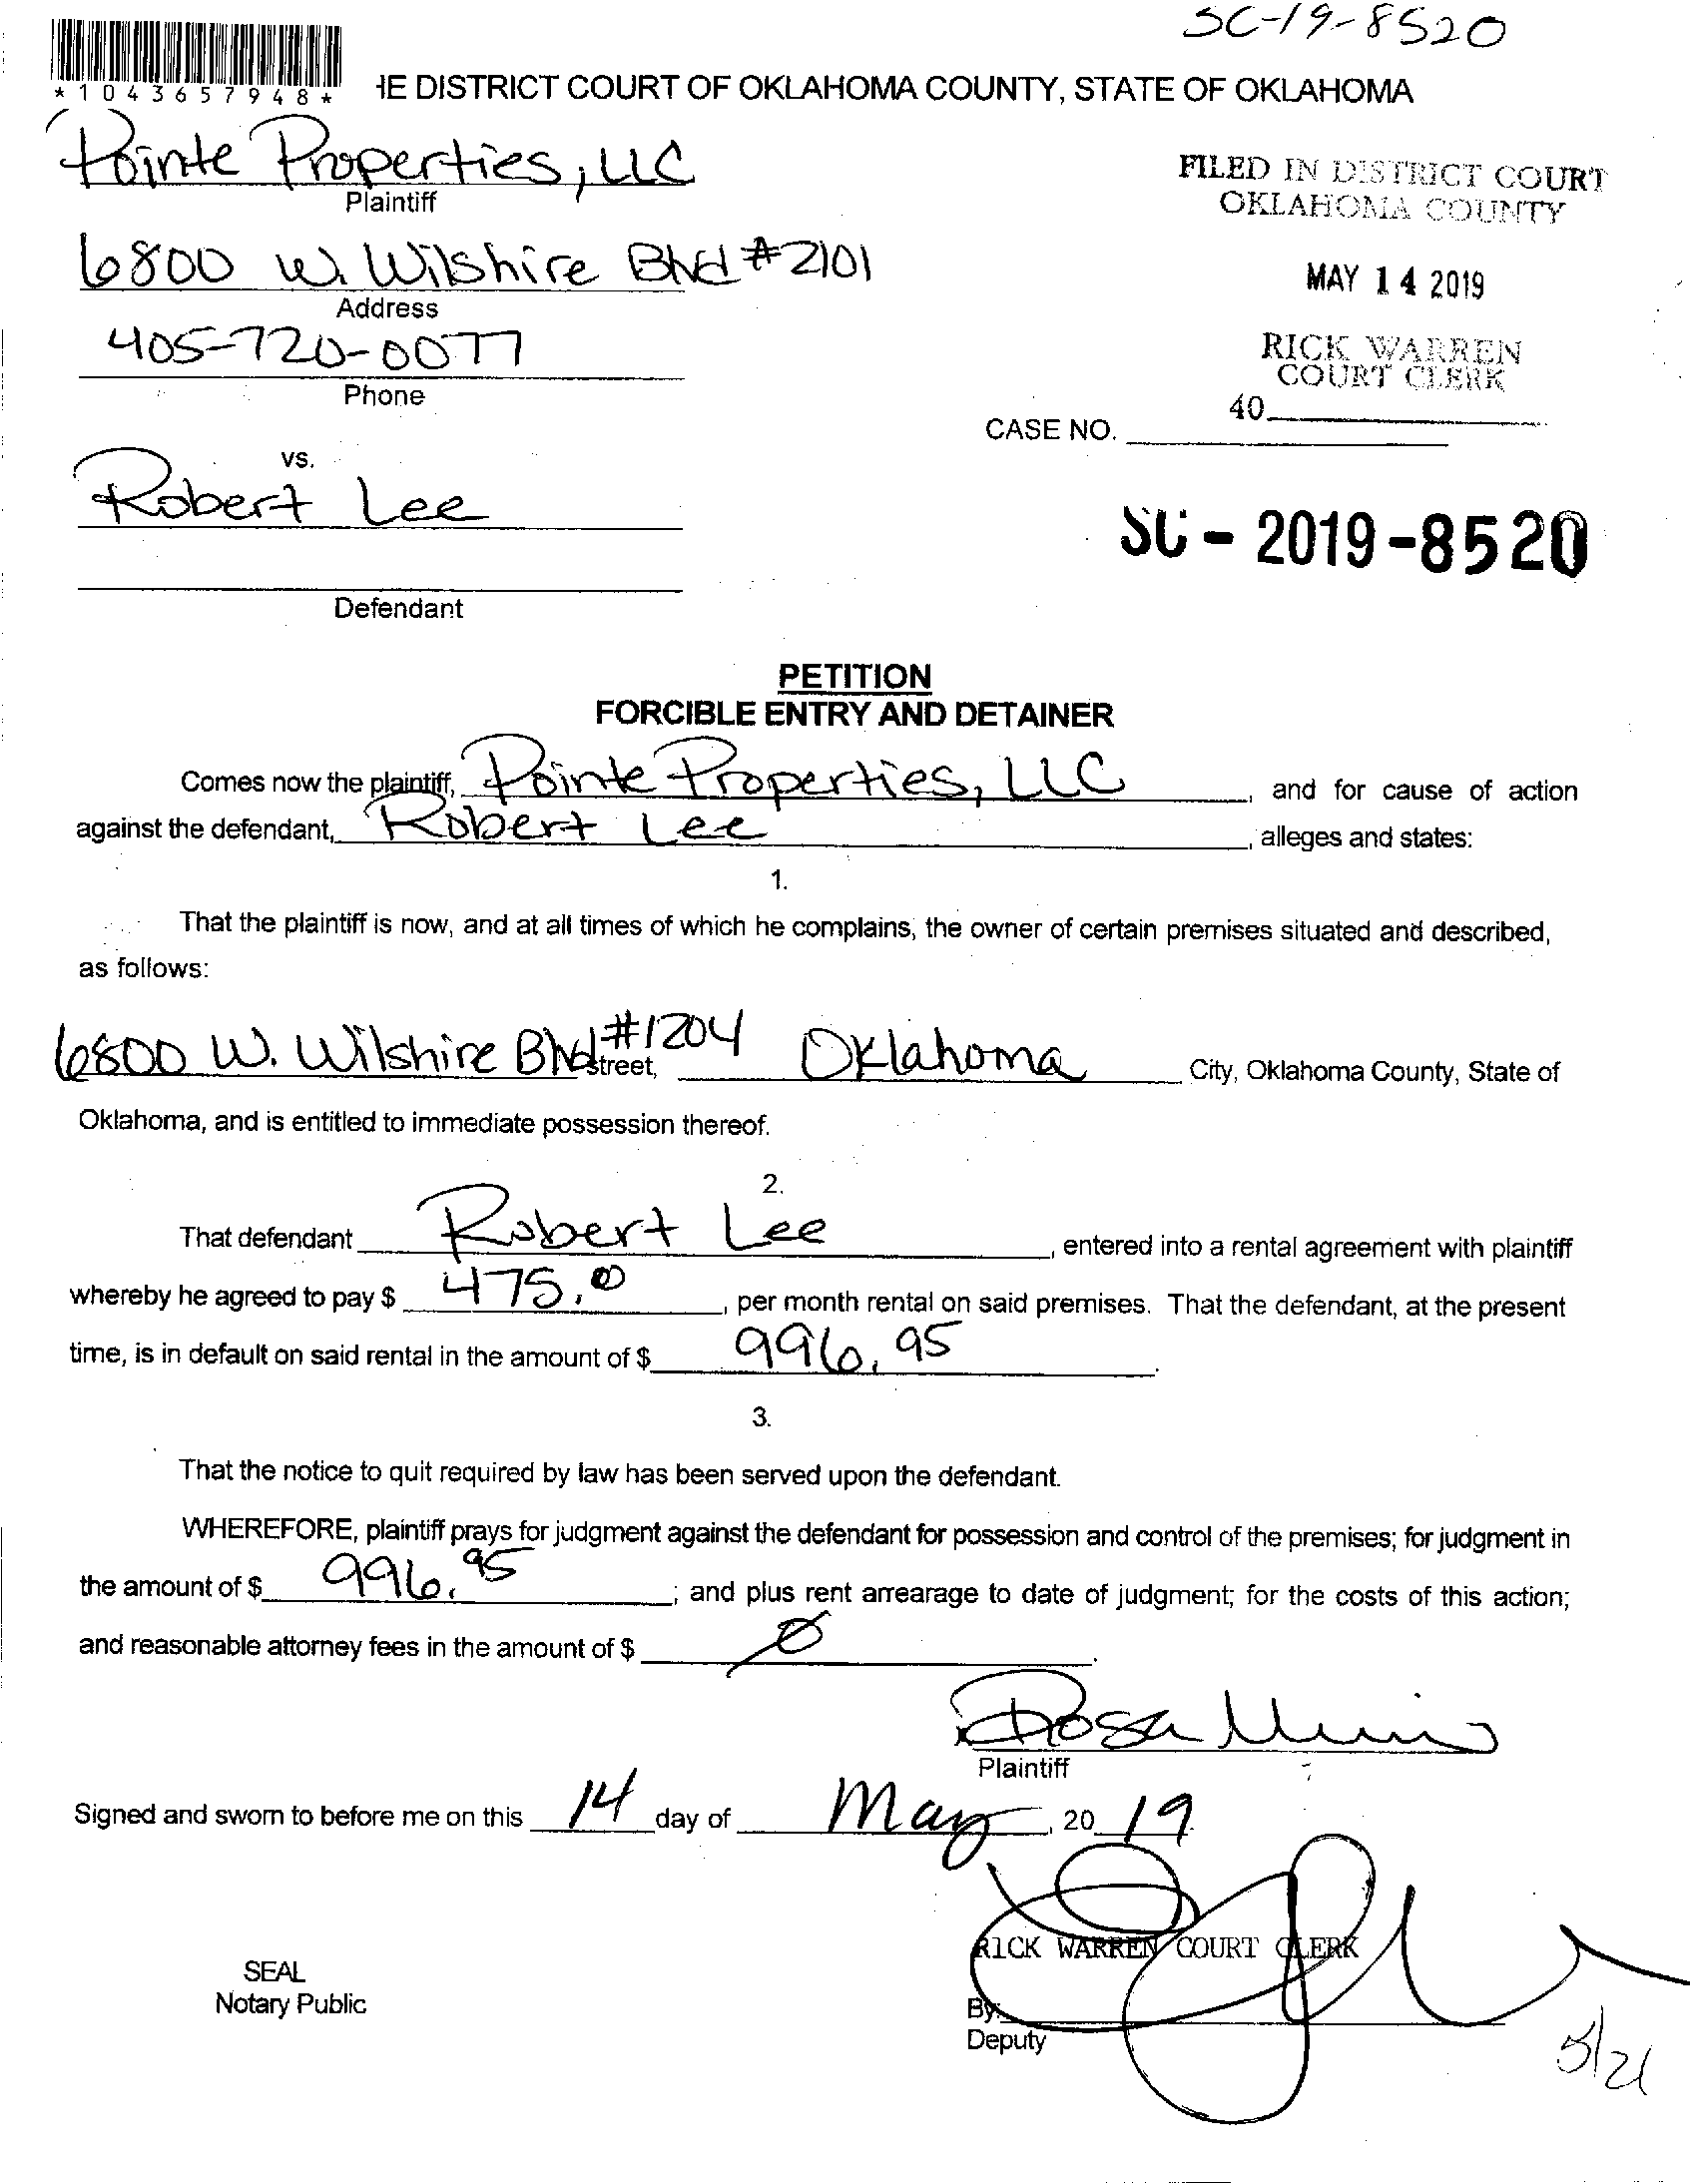 SC-19-8520
*1043657948*
HE DISTRICT COURT OF OKLAHOMA COUNTY, STATE OF OKLAHOMA
Pointe Properties, LLC
Plaintiff
FILED IN DISTRICT COURT
OKLAHOMA COUNTY
6800 W. Wilshire Blvd #2101
Address
MAY 14 2019
405-720-0077
Phone
RICK WARREN
COURT CLERK
40
CASE NO.
vs.
Robert Lee
SC - 2019-8520
Defendant
PETITION
FORCIBLE ENTRY AND DETAINER
Comes now the plaintiff, Pointe Properties, LLC, and for cause of action
against the defendant, Robert Lee, alleges and states:
1.
That the plaintiff is now, and at all times of which he complains, the owner of certain premises situated and described,
as follows:
6800 W. Wilshire Blvd #1204 Street, Oklahoma City, Oklahoma County, State of
Oklahoma, and is entitled to immediate possession thereof.
2.
That defendant Robert Lee, entered into a rental agreement with plaintiff
whereby he agreed to pay $ 475.00, per month rental on said premises. That the defendant, at the present
time, is in default on said rental in the amount of $ 996.95.
3.
That the notice to quit required by law has been served upon the defendant.
WHEREFORE, plaintiff prays for judgment against the defendant for possession and control of the premises; for judgment in
the amount of $ 996.95; and plus rent arrearage to date of judgment; for the costs of this action;
and reasonable attorney fees in the amount of $ Ø.
Rosa
Plaintiff
Signed and sworn to before me on this 14 day of May, 20 19.
RICK WARREN COURT CLERK
SEAL
Notary Public
By:
Deputy
5/21